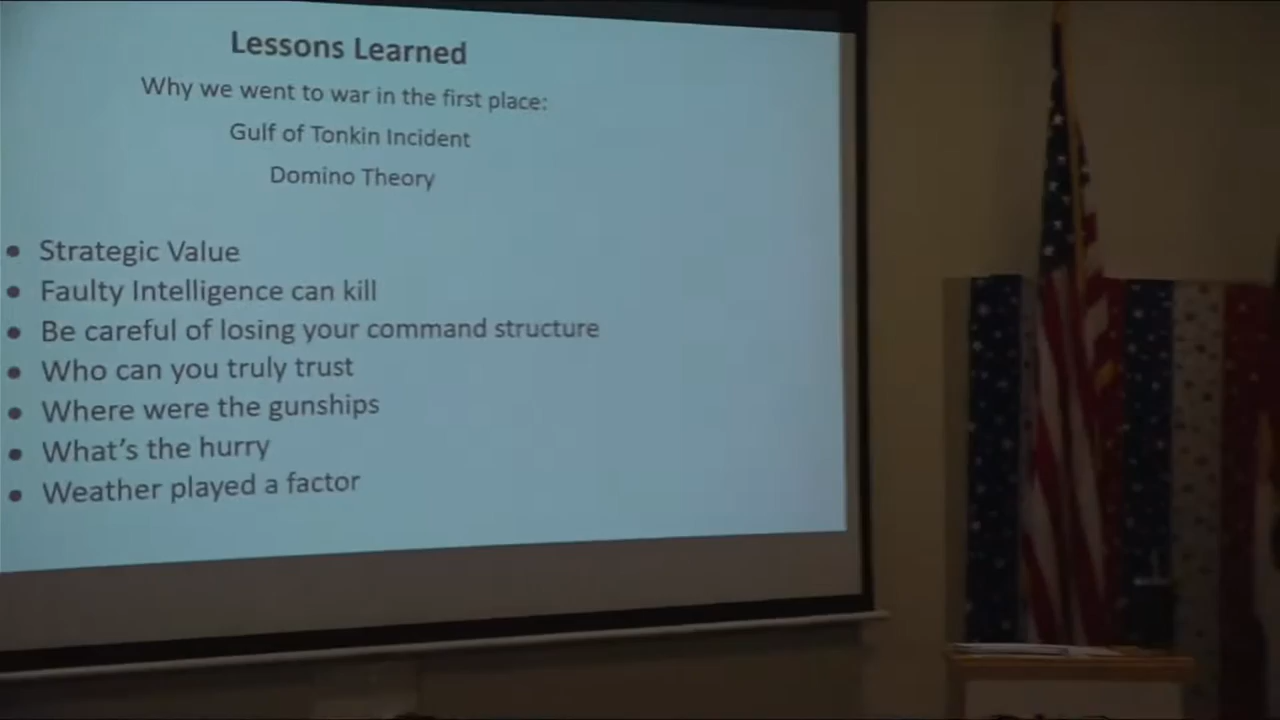 Lessons Learned
Why we went to war in the first place:
Gulf of Tonkin Incident
Domino Theory
• Strategic Value
• Faulty Intelligence can kill
• Be careful of losing your command structure
• Who can you truly trust
• Where were the gunships
• What's the hurry
• Weather played a factor